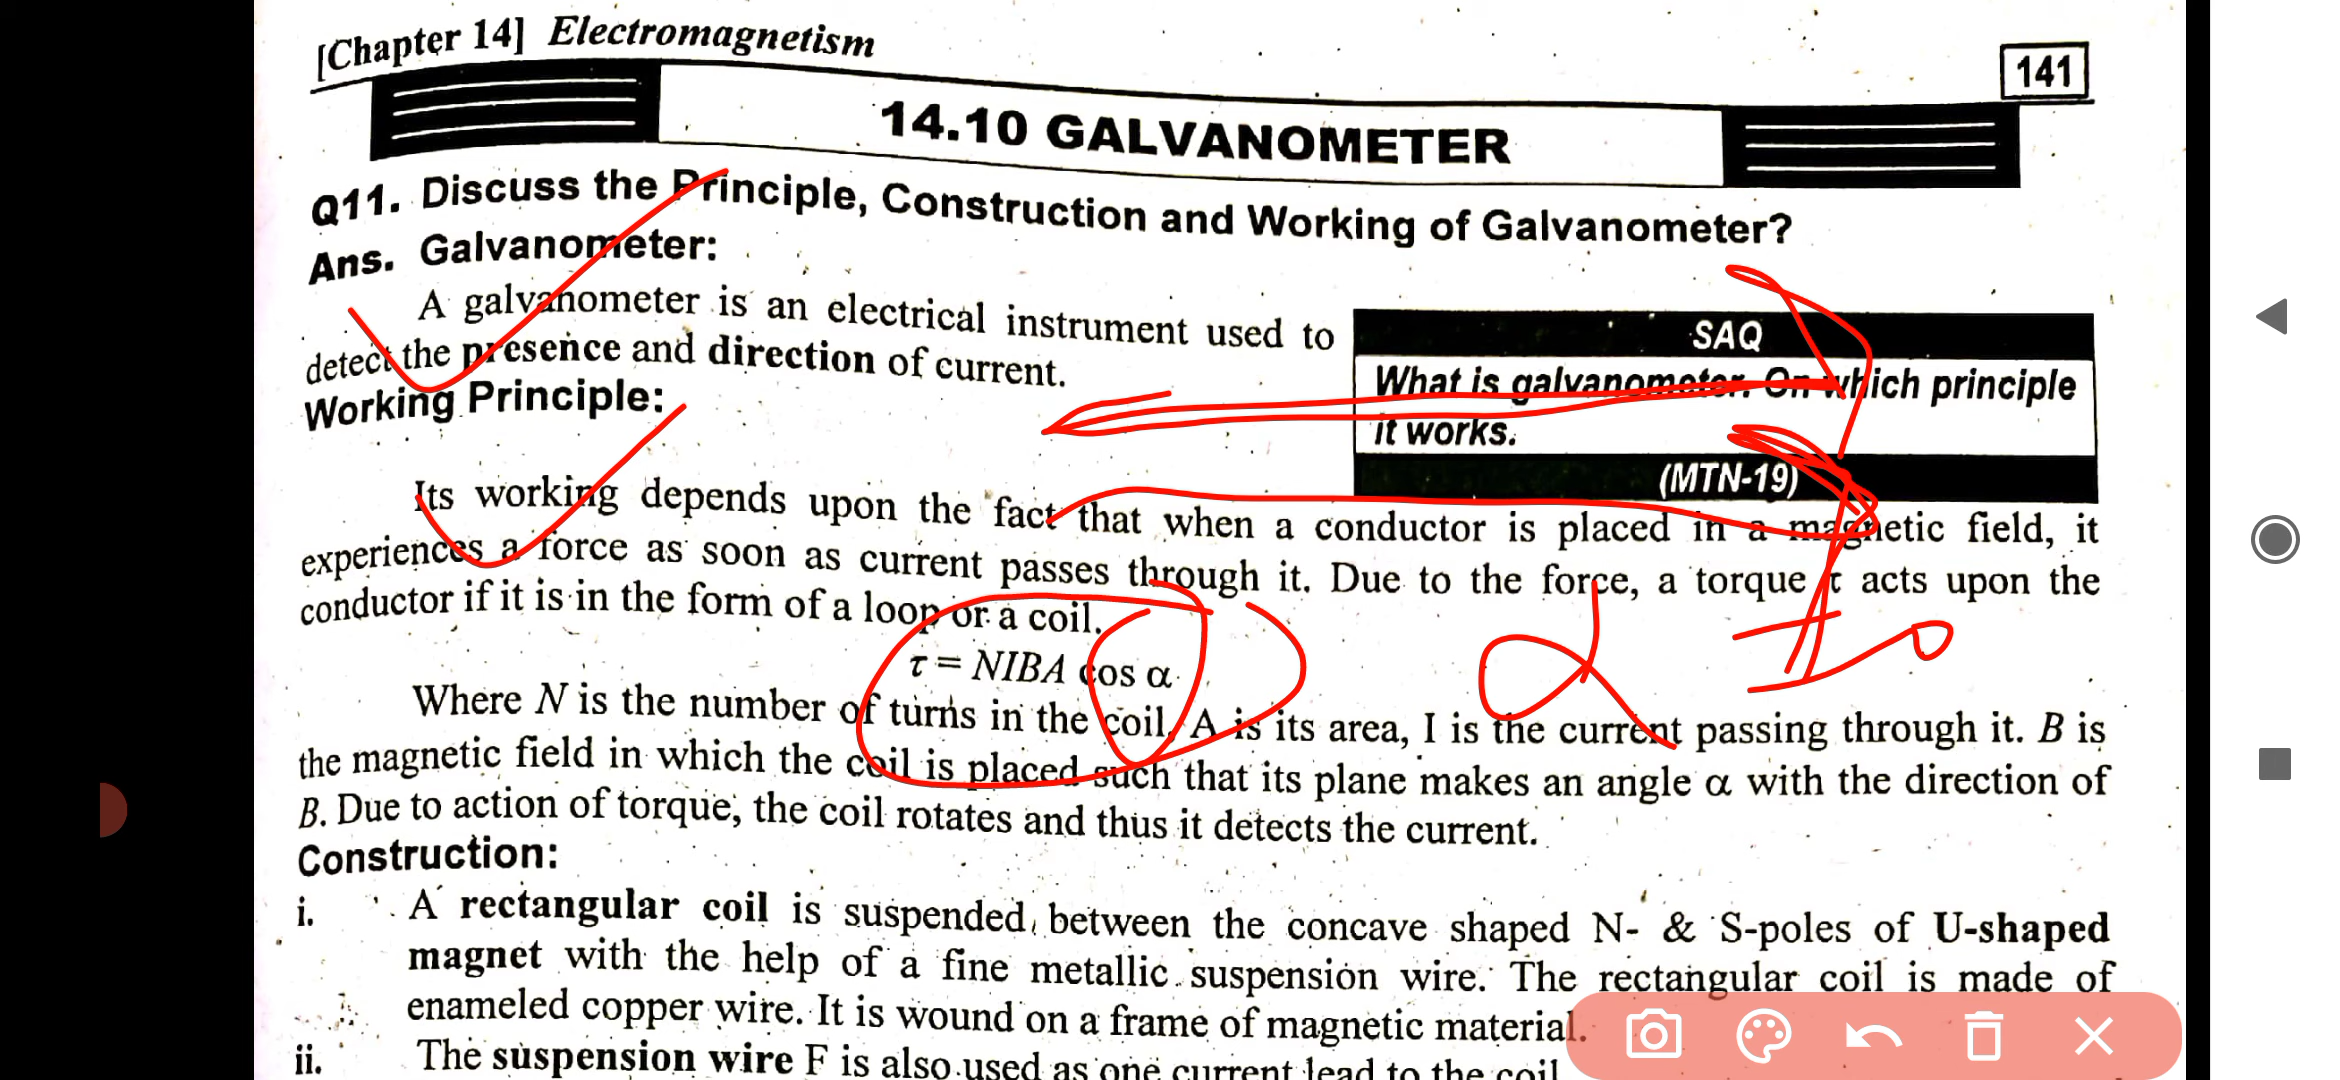 [Chapter 14] Electromagnetism
141
14.10 GALVANOMETER
Q11. Discuss the Principle, Construction and Working of Galvanometer?
Ans. Galvanometer:
A galvanometer is an electrical instrument used to
detect the presence and direction of current.
SAQ
What is galvanometer. On which principle
it works.
(MTN-19)
Working Principle:
Its working depends upon the fact that when a conductor is placed in a magnetic field, it
experiences a force as soon as current passes through it. Due to the force, a torque τ acts upon the
conductor if it is in the form of a loop or a coil.
τ = NIBA cos α
Where N is the number of turns in the coil, A is its area, I is the current passing through it. B is
the magnetic field in which the coil is placed such that its plane makes an angle α with the direction of
B. Due to action of torque, the coil rotates and thus it detects the current.
Construction:
i. A rectangular coil is suspended between the concave shaped N- & S-poles of U-shaped
magnet with the help of a fine metallic suspension wire. The rectangular coil is made of
enameled copper wire. It is wound on a frame of magnetic material.
ii. The suspension wire F is also used as one current lead to the coil